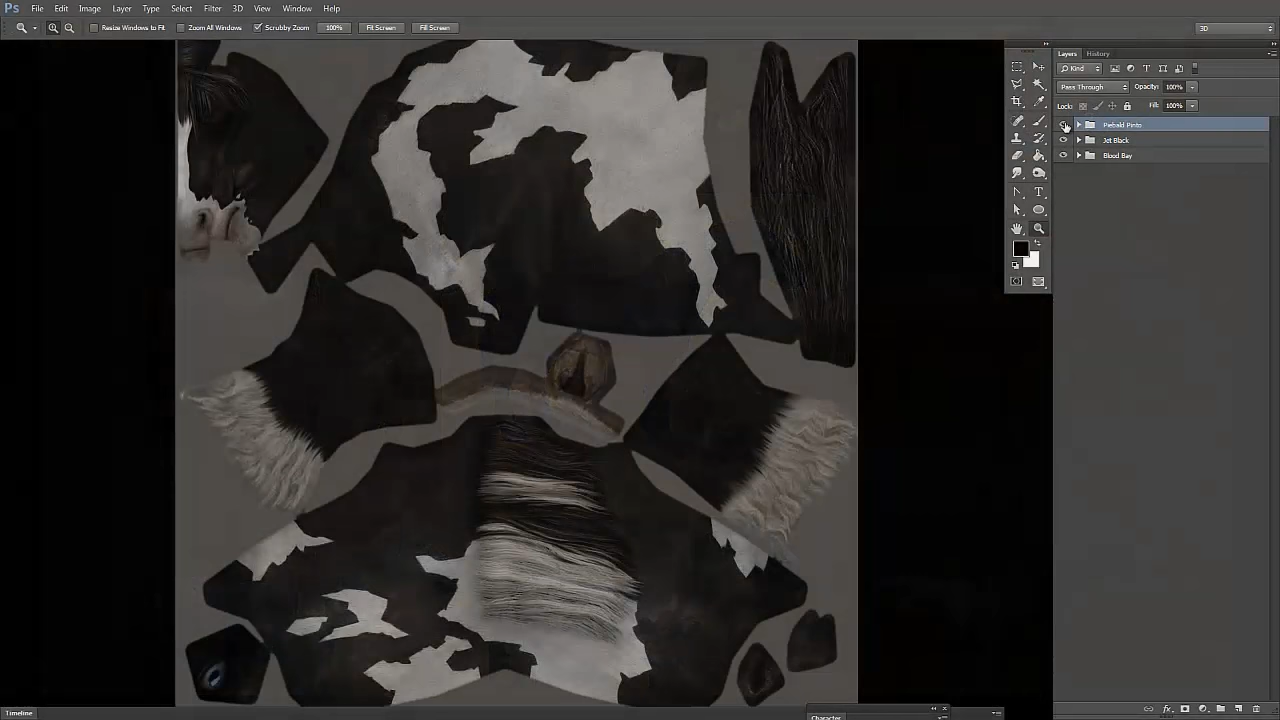 Ps File Edit Image Layer Type Select Filter 3D View Window Help
Resize Windows to Fit Zoom All Windows Scrubby Zoom 100% Fit Screen Fill Screen 3D
Layers History
Kind
Pass Through Opacity: 100%
Lock: Fill: 100%
Piebald Pinto
Jet Black
Blood Bay
Timeline
Character